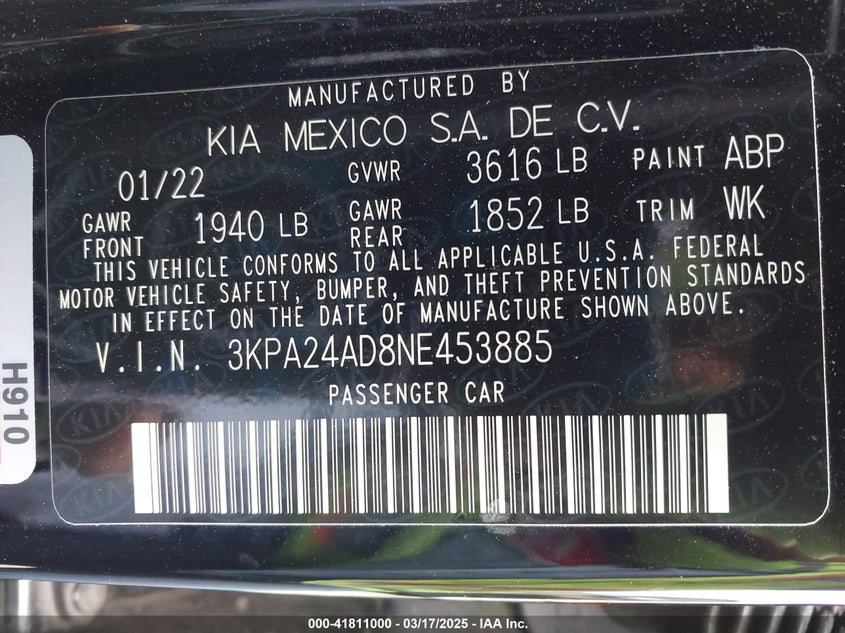 MANUFACTURED BY
KIA MEXICO S.A. DE C.V.
01/22 GVWR 3616 LB PAINT ABP
GAWR FRONT 1940 LB GAWR REAR 1852 LB TRIM WK
THIS VEHICLE CONFORMS TO ALL APPLICABLE U.S.A. FEDERAL
MOTOR VEHICLE SAFETY, BUMPER, AND THEFT PREVENTION STANDARDS
IN EFFECT ON THE DATE OF MANUFACTURE SHOWN ABOVE.
V.I.N. 3KPA24AD8NE453885
PASSENGER CAR
H910
000-41811000 - 03/17/2025 - IAA Inc.